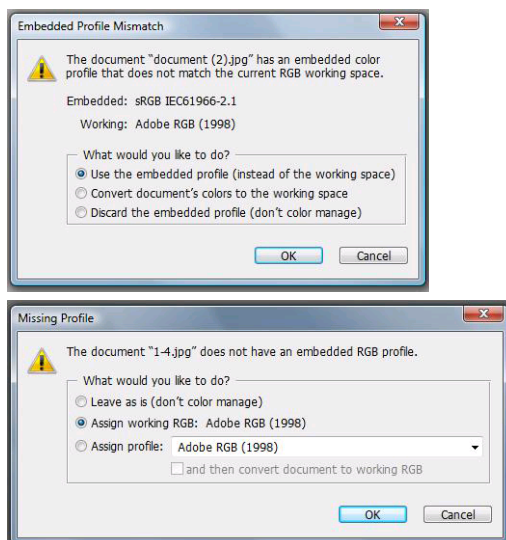 Embedded Profile Mismatch
The document "document (2).jpg" has an embedded color
profile that does not match the current RGB working space.
Embedded: sRGB IEC61966-2.1
Working: Adobe RGB (1998)
What would you like to do?
Use the embedded profile (instead of the working space)
Convert document's colors to the working space
Discard the embedded profile (don't color manage)
OK Cancel
Missing Profile
The document "1-4.jpg" does not have an embedded RGB profile.
What would you like to do?
Leave as is (don't color manage)
Assign working RGB: Adobe RGB (1998)
Assign profile: Adobe RGB (1998)
and then convert document to working RGB
OK Cancel